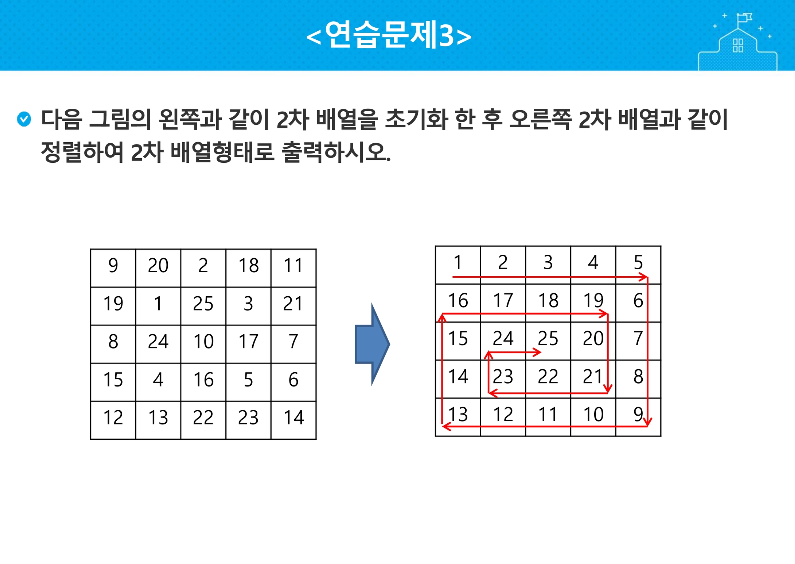 <연습문제3>
다음 그림의 왼쪽과 같이 2차 배열을 초기화 한 후 오른쪽 2차 배열과 같이
정렬하여 2차 배열형태로 출력하시오.
9 20 2 18 11
19 1 25 3 21
8 24 10 17 7
15 4 16 5 6
12 13 22 23 14
1 2 3 4 5
16 17 18 19 6
15 24 25 20 7
14 23 22 21 8
13 12 11 10 9